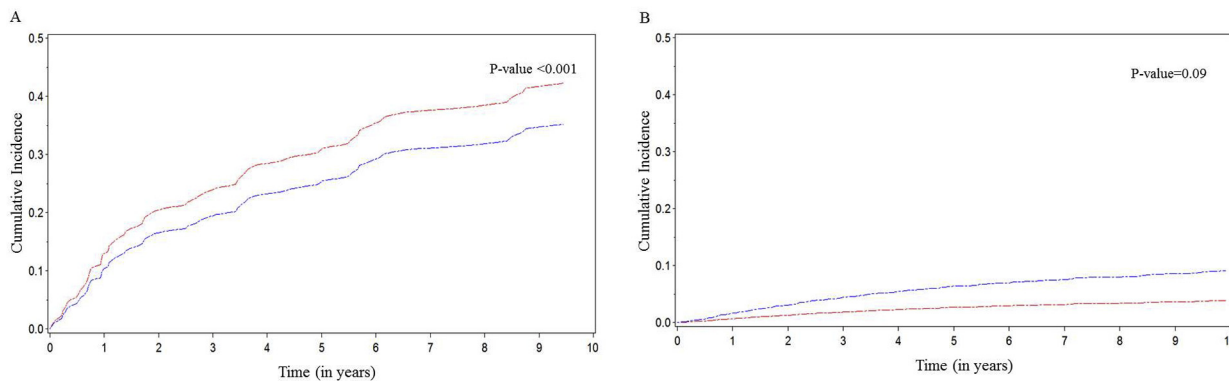 A
P-value <0.001
Cumulative Incidence
0.5
0.4
0.3
0.2
0.1
0.0
0 1 2 3 4 5 6 7 8 9 10
Time (in years)
B
P-value=0.09
Cumulative Incidence
0.5
0.4
0.3
0.2
0.1
0.0
0 1 2 3 4 5 6 7 8 9
Time (in years)